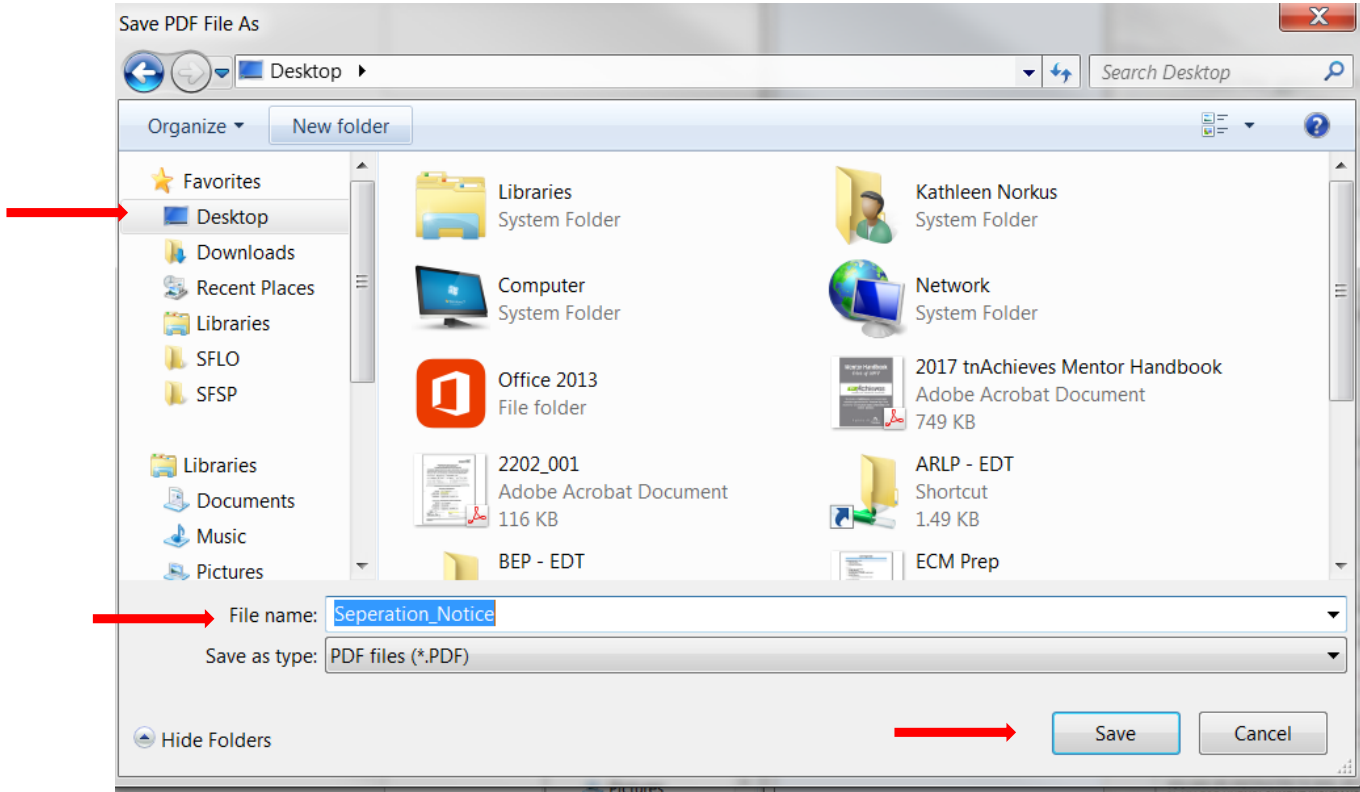 Save PDF File As
Desktop
Search Desktop
Organize
New folder
Favorites
Desktop
Downloads
Recent Places
Libraries
SFLO
SFSP
Libraries
Documents
Music
Pictures
Libraries
System Folder
Kathleen Norkus
System Folder
Computer
System Folder
Network
System Folder
Office 2013
File folder
2017 tnAchieves Mentor Handbook
Adobe Acrobat Document
749 KB
2202_001
Adobe Acrobat Document
116 KB
ARLP - EDT
Shortcut
1.49 KB
BEP - EDT
ECM Prep
File name: Seperation_Notice
Save as type: PDF files (*.PDF)
Hide Folders
Save
Cancel